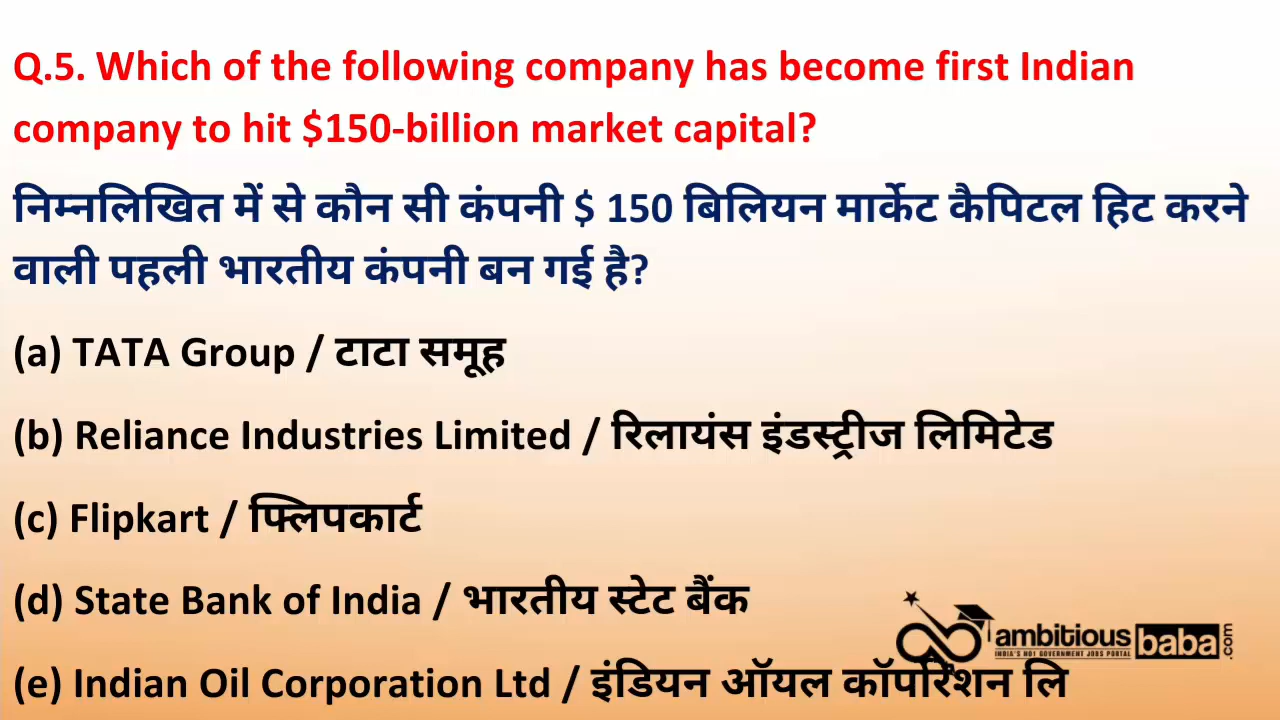 Q.5. Which of the following company has become first Indian
company to hit $150-billion market capital?
निम्नलिखित में से कौन सी कंपनी $ 150 बिलियन मार्केट कैपिटल हिट करने
वाली पहली भारतीय कंपनी बन गई है?
(a) TATA Group / टाटा समूह
(b) Reliance Industries Limited / रिलायंस इंडस्ट्रीज लिमिटेड
(c) Flipkart / फ्लिपकार्ट
(d) State Bank of India / भारतीय स्टेट बैंक
ambitiousbaba.com
INDIA'S NO1 GOVERNMENT JOBS PORTAL
(e) Indian Oil Corporation Ltd / इंडियन ऑयल कॉर्पोरेशन लि